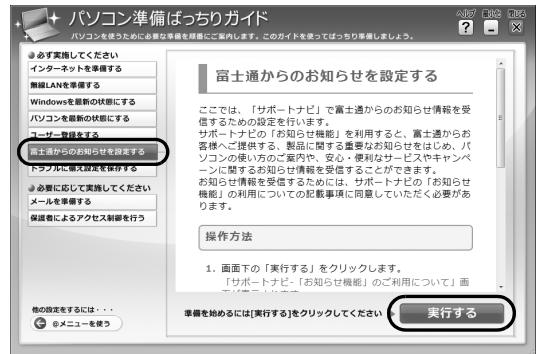 パソコン準備ばっちりガイド
パソコンを使うために必要な準備を順番にご案内します。このガイドを使ってばっちり準備しましょう。
ヘルプ 最小化 閉じる
必ず実施してください
インターネットを準備する
無線LANを準備する
Windowsを最新の状態にする
パソコンを最新の状態にする
ユーザー登録をする
富士通からのお知らせを設定する
トラブルに備え設定を保存する
必要に応じて実施してください
メールを準備する
保護者によるアクセス制御を行う
他の設定をするには・・・
@メニューを使う
富士通からのお知らせを設定する
ここでは、「サポートナビ」で富士通からのお知らせ情報を受
信するための設定を行います。
サポートナビの「お知らせ機能」を利用すると、富士通からお
客様へご提供する、製品に関する重要なお知らせをはじめ、パ
ソコンの使い方のご案内や、安心・便利なサービスやキャンペ
ーンに関するお知らせ情報を受信することができます。
お知らせ情報を受信するためには、サポートナビの「お知らせ
機能」の利用についての記載事項に同意していただく必要があ
ります。
操作方法
1. 画面下の「実行する」をクリックします。
「サポートナビ-「お知らせ機能」のご利用について」画
準備を始めるには[実行する]をクリックしてください
実行する